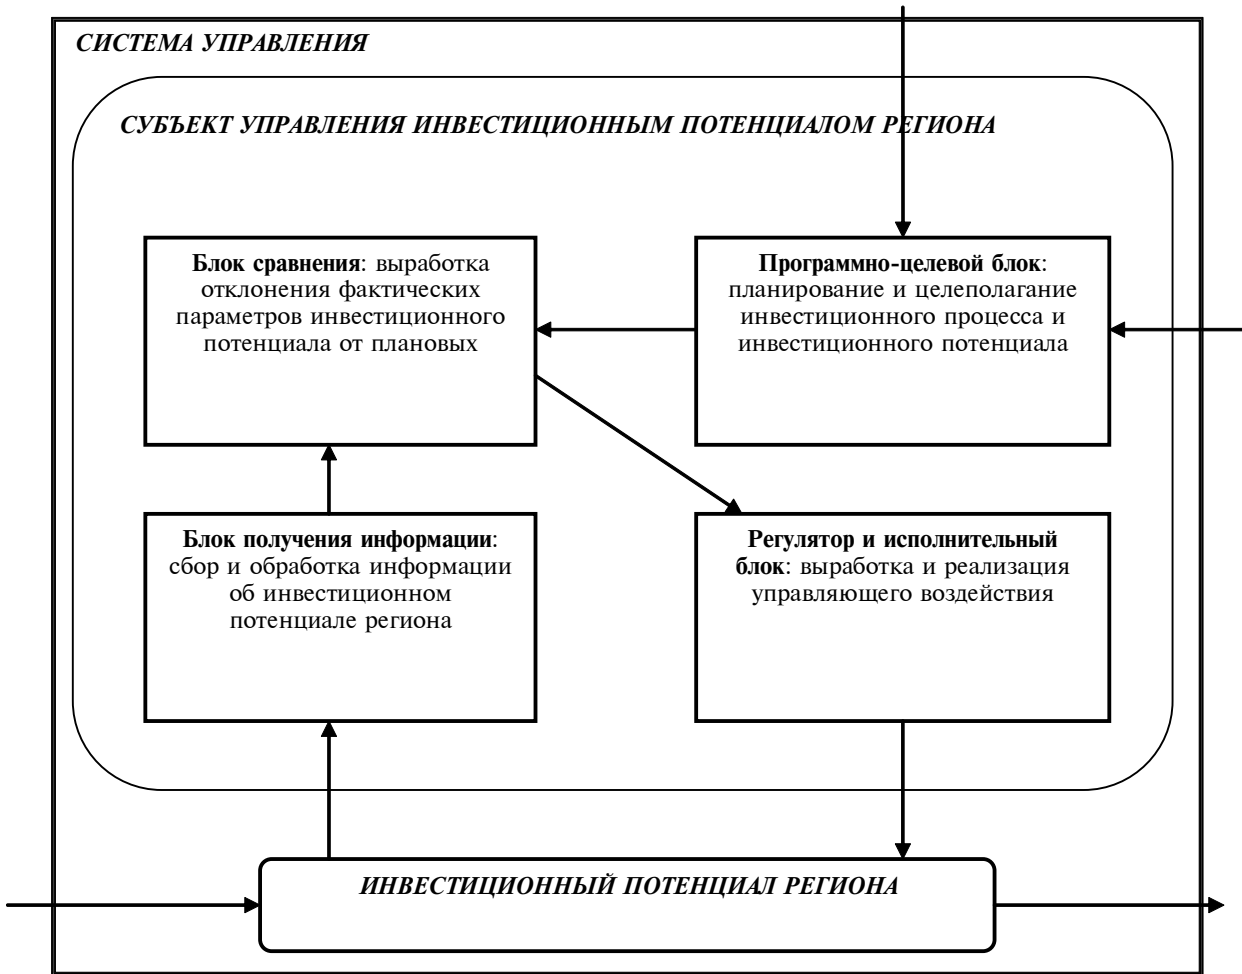 СИСТЕМА УПРАВЛЕНИЯ
СУБЪЕКТ УПРАВЛЕНИЯ ИНВЕСТИЦИОННЫМ ПОТЕНЦИАЛОМ РЕГИОНА
Блок сравнения: выработка
отклонения фактических
параметров инвестиционного
потенциала от плановых
Программно-целевой блок:
планирование и целеполагание
инвестиционного процесса и
инвестиционного потенциала
Блок получения информации:
сбор и обработка информации
об инвестиционном
потенциале региона
Регулятор и исполнительный
блок: выработка и реализация
управляющего воздействия
ИНВЕСТИЦИОННЫЙ ПОТЕНЦИАЛ РЕГИОНА